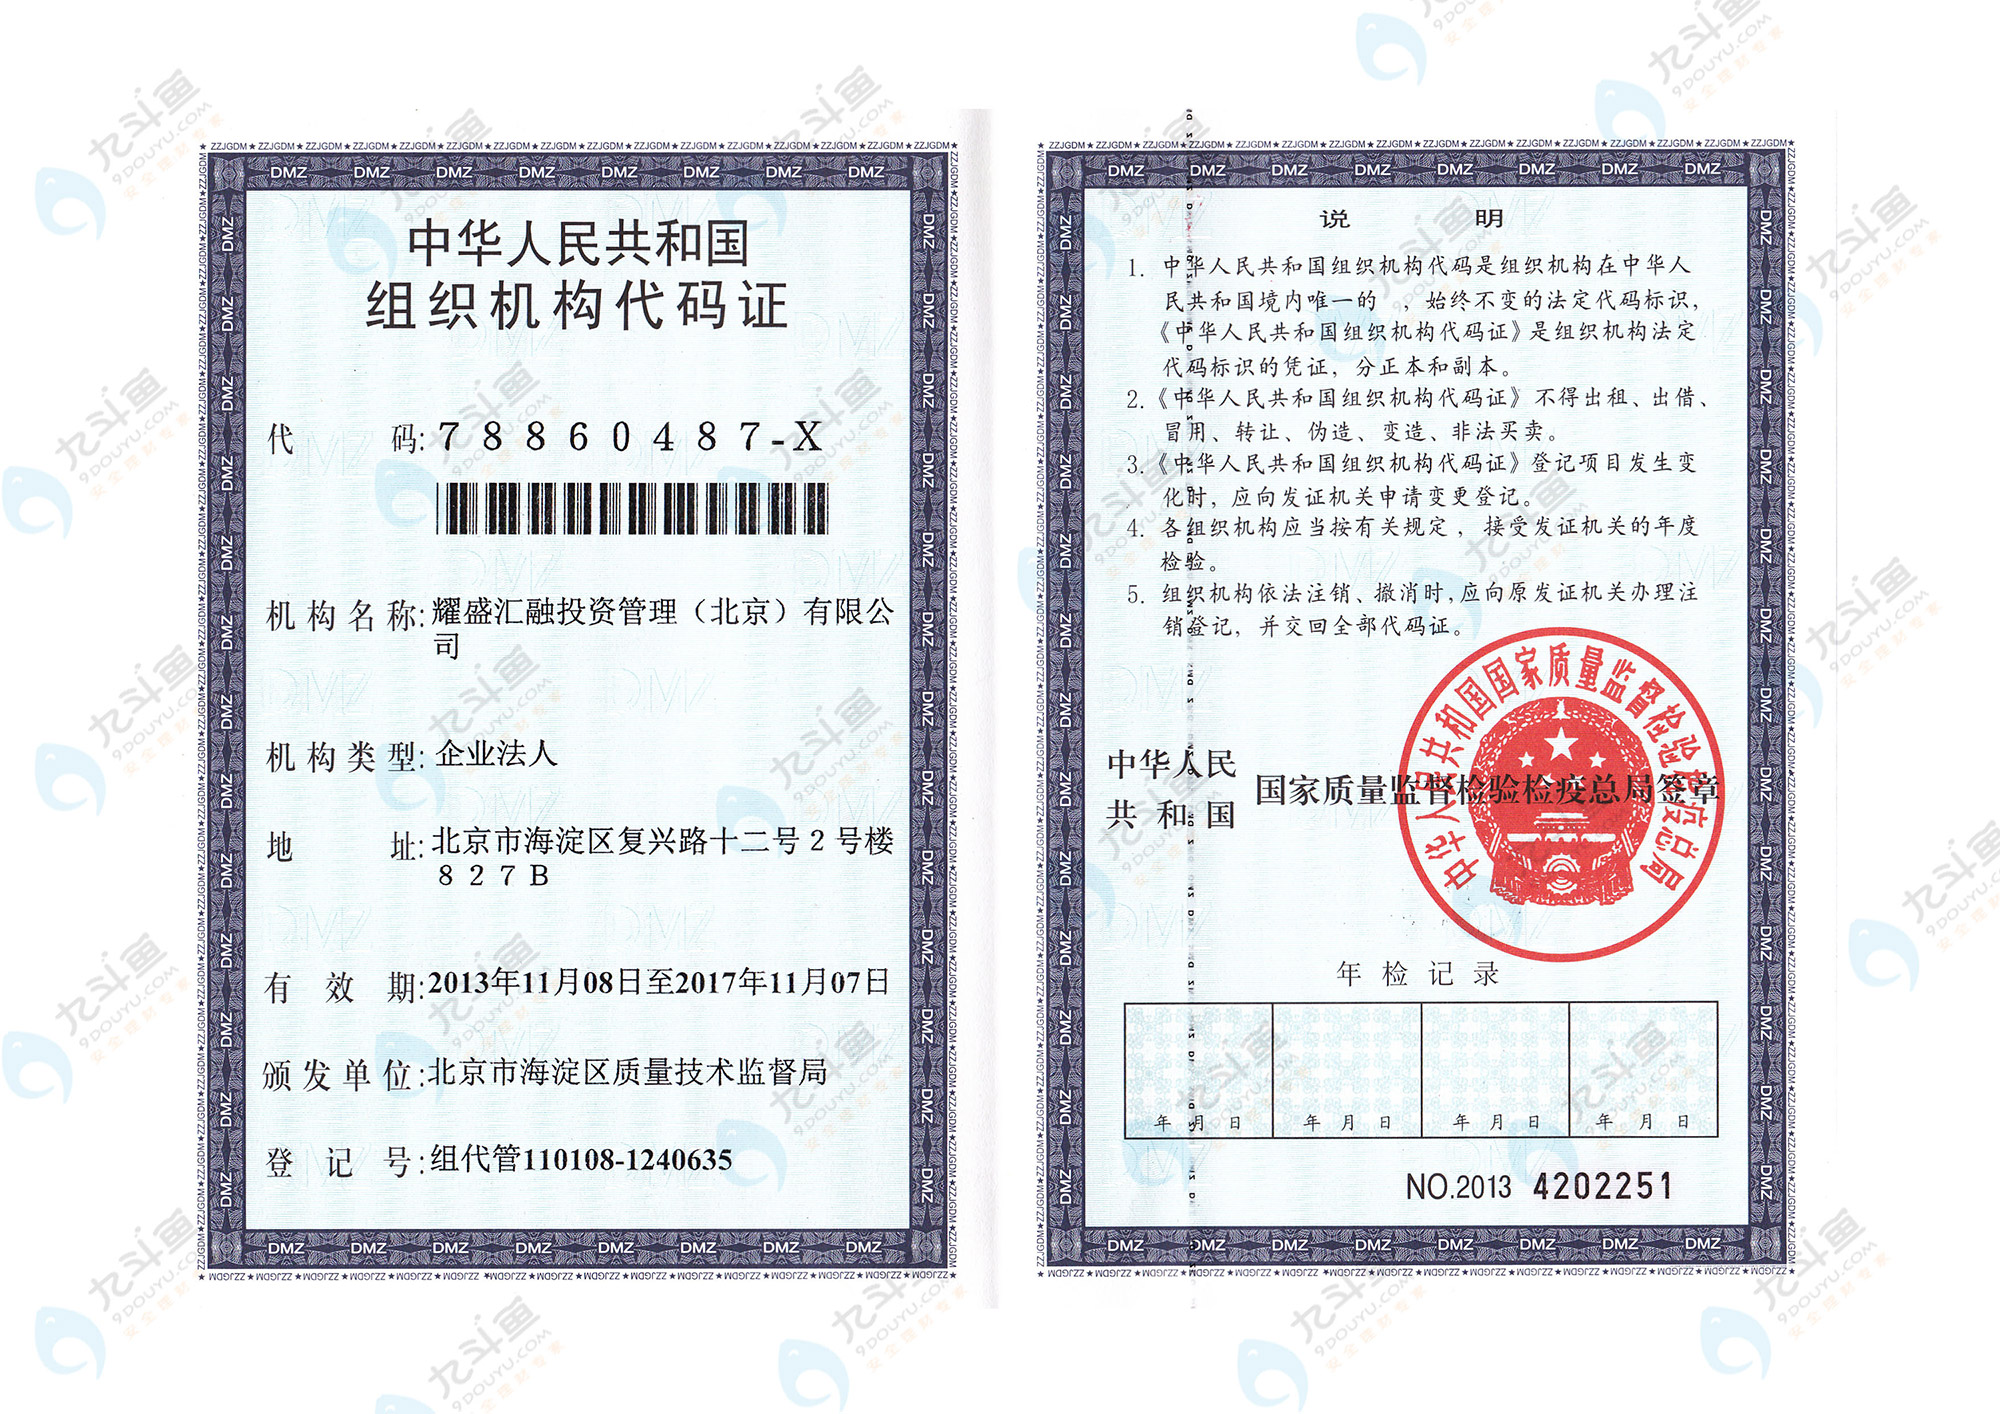 中华人民共和国
组织机构代码证
代 码: 78860487-X
机构名称: 耀盛汇融投资管理（北京）有限公
司
机构类型: 企业法人
地 址: 北京市海淀区复兴路十二号２号楼
８２７Ｂ
有 效 期: 2013年11月08日至2017年11月07日
颁发单位: 北京市海淀区质量技术监督局
登 记 号: 组代管110108-1240635
说 明
1. 中华人民共和国组织机构代码是组织机构在中华人
民共和国境内唯一的 ，始终不变的法定代码标识，
《中华人民共和国组织机构代码证》是组织机构法定
代码标识的凭证，分正本和副本。
2.《中华人民共和国组织机构代码证》不得出租、出借、
冒用、转让、伪造、变造、非法买卖。
3.《中华人民共和国组织机构代码证》登记项目发生变
化时，应向发证机关申请变更登记。
4. 各组织机构应当按有关规定，接受发证机关的年度
检验。
5. 组织机构依法注销、撤消时，应向原发证机关办理注
销登记，并交回全部代码证。
中华人民
共和国
国家质量监督检验检疫总局签章
中华人民共和国国家质量监督检验检疫总局
年检记录
年 月 日 年 月 日 年 月 日 年 月 日
NO.2013 4202251
DMZ
ZZJGDM
九斗鱼
9DOUYU.COM
安全理财专家